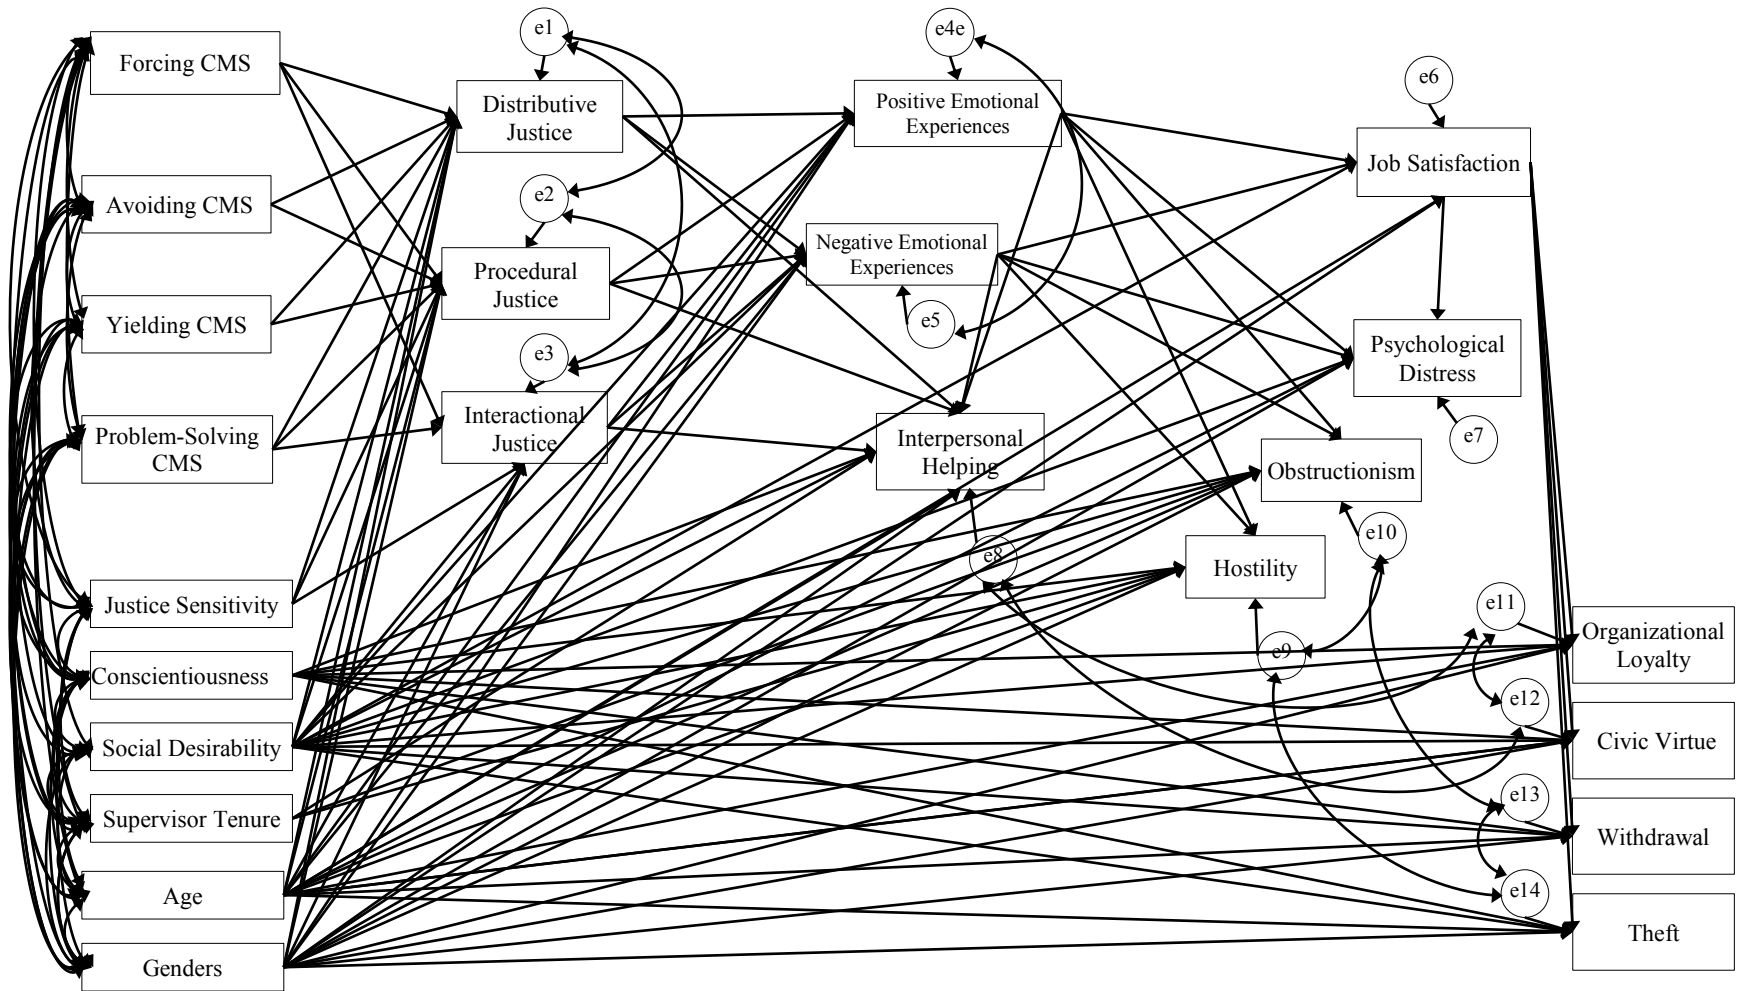 e1
e4e
Forcing CMS
e6
Distributive
Justice
Positive Emotional
Experiences
Job Satisfaction
e2
Avoiding CMS
Negative Emotional
Experiences
Procedural
Justice
Yielding CMS
e5
e3
Psychological
Distress
Interactional
Justice
Problem-Solving
CMS
Interpersonal
Helping
e7
Obstructionism
e10
e8
Hostility
Justice Sensitivity
e11
Organizational
Loyalty
e9
Conscientiousness
e12
Social Desirability
Civic Virtue
e13
Supervisor Tenure
Withdrawal
e14
Age
Theft
Genders